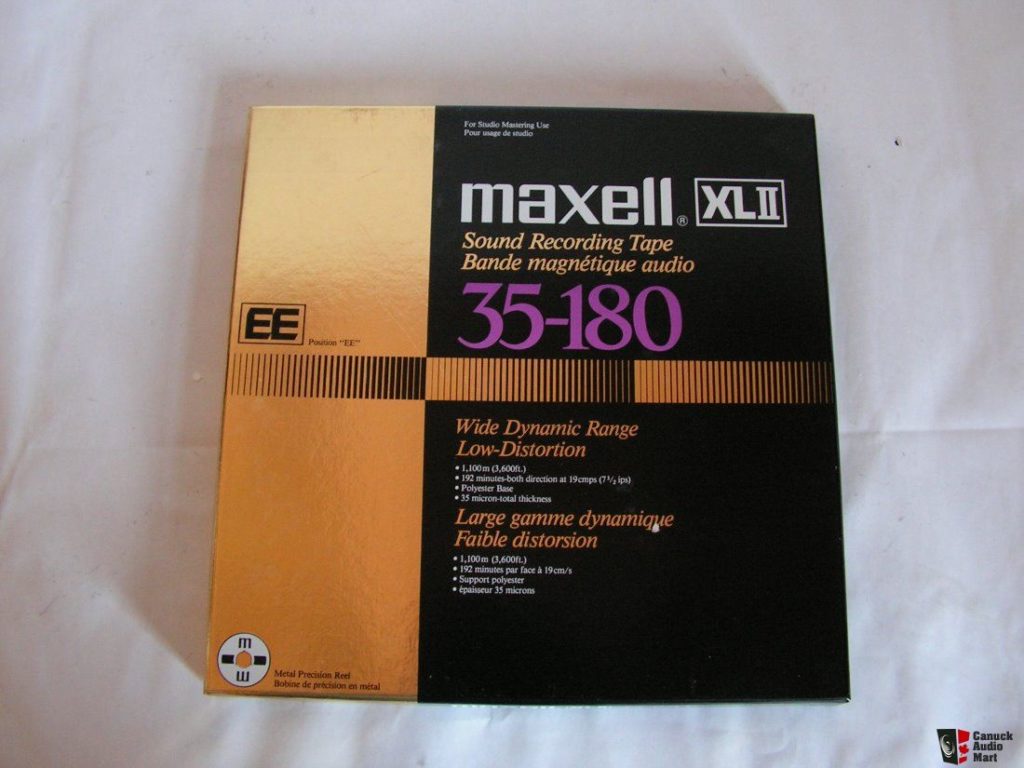 For Studio Mastering Use
Pour usage de studio
maxell® XLII
Sound Recording Tape
Bande magnétique audio
35-180
EE
Position "EE"
Wide Dynamic Range
Low-Distortion
• 1,100m (3,600ft.)
• 192 minutes-both direction at 19cmps (7 1/2 ips)
• Polyester Base
• 35 micron-total thickness
Large gamme dynamique
Faible distorsion
• 1,100m (3,600ft.)
• 192 minutes par face à 19cm/s
• Support polyester
• épaisseur 35 microns
m
m
Metal Precision Reel
Bobine de précision en métal
Canuck
Audio
Mart